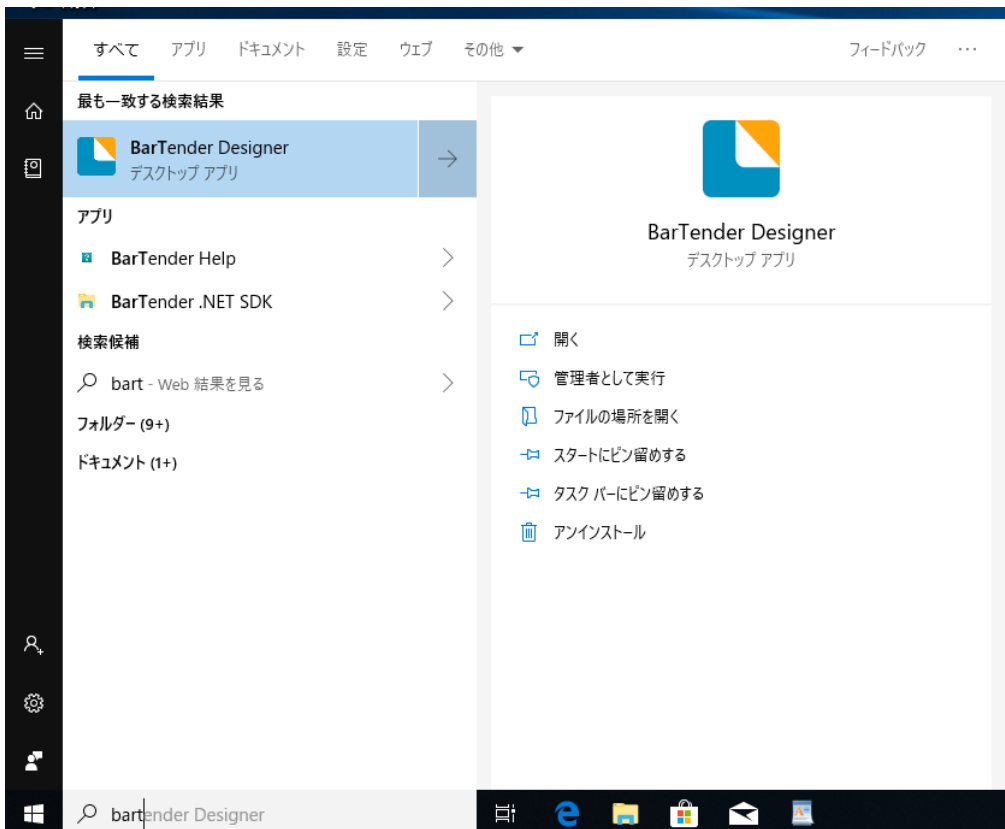 すべて アプリ ドキュメント 設定 ウェブ その他 フィードバック ...
最も一致する検索結果
BarTender Designer
デスクトップ アプリ
アプリ
BarTender Help
BarTender .NET SDK
検索候補
bart - Web 結果を見る
フォルダー (9+)
ドキュメント (1+)
BarTender Designer
デスクトップ アプリ
開く
管理者として実行
ファイルの場所を開く
スタートにピン留めする
タスク バーにピン留めする
アンインストール
bartender Designer